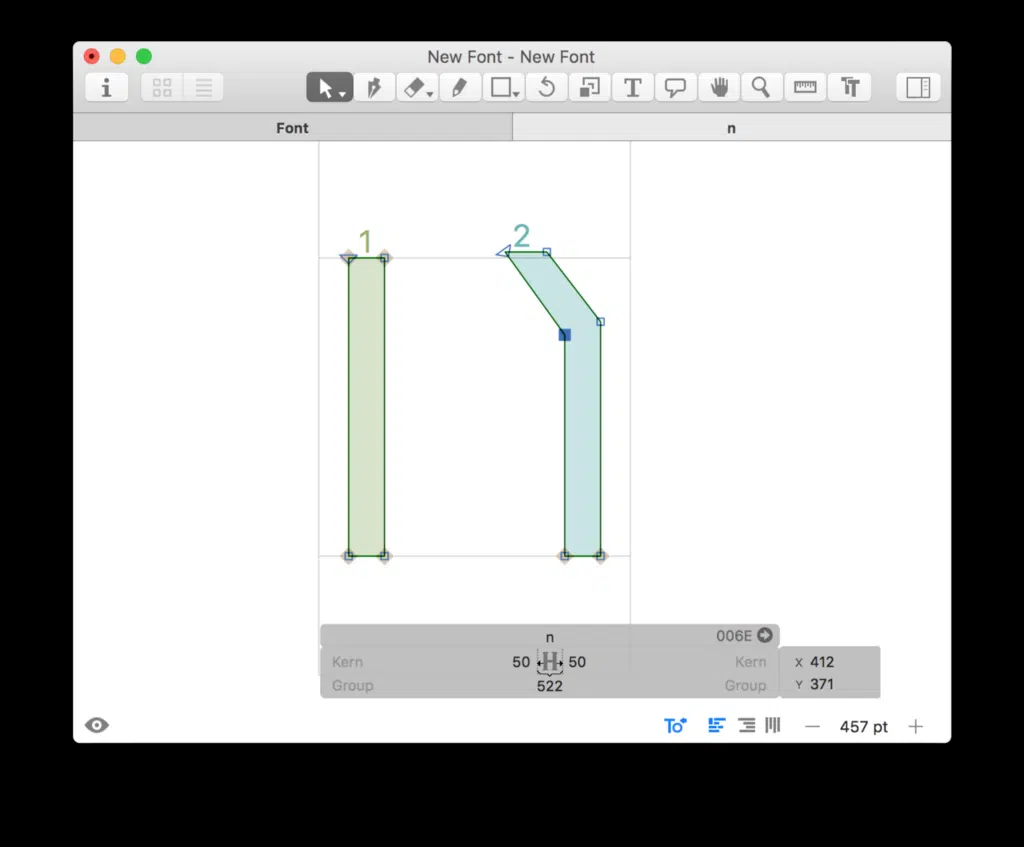 New Font - New Font
Font
n
1
2
n
006E
Kern
50
H
50
Kern
X 412
Group
522
Group
Y 371
457 pt